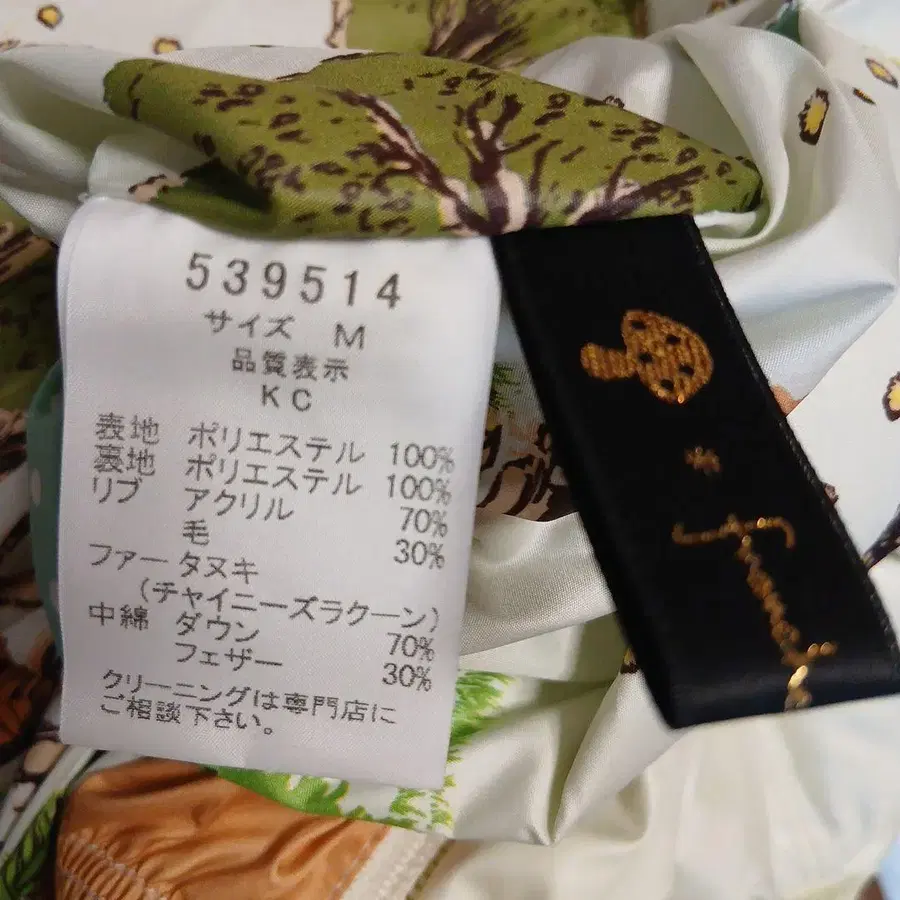 539514
サイズ M
品質表示
KC
表地 ポリエステル 100%
裏地 ポリエステル 100%
リブ アクリル 70%
毛 30%
ファー タヌキ
(チャイニーズラクーン)
中綿 ダウン 70%
フェザー 30%
クリーニングは専門店に
ご相談下さい。